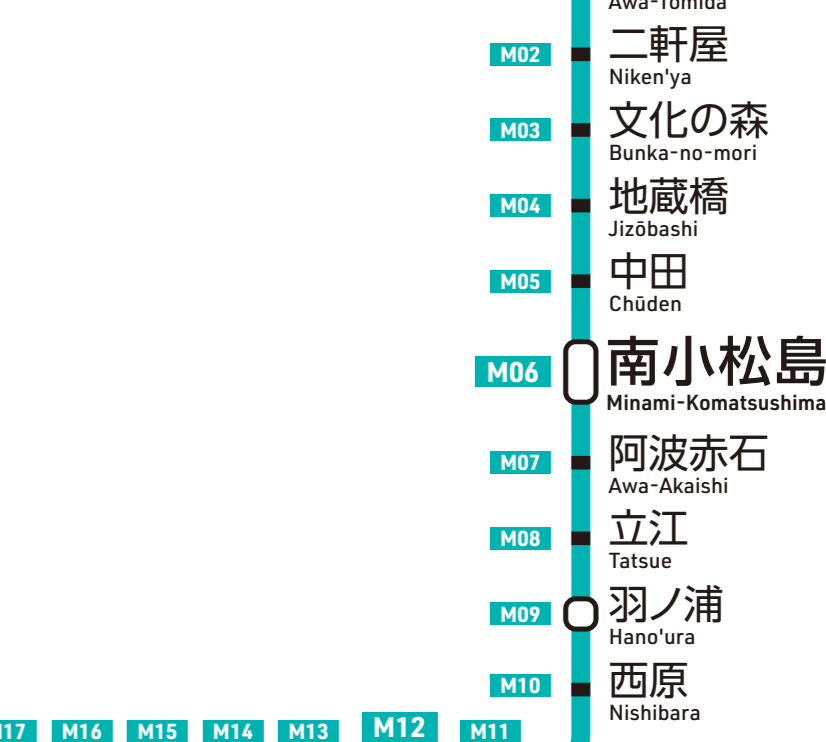 Awa-Tomida
M02
二軒屋
Niken'ya
M03
文化の森
Bunka-no-mori
M04
地蔵橋
Jizōbashi
M05
中田
Chūden
M06
南小松島
Minami-Komatsushima
M07
阿波赤石
Awa-Akaishi
M08
立江
Tatsue
M09
羽ノ浦
Hano'ura
M10
西原
Nishibara
M17 M16 M15 M14 M13 M12 M11